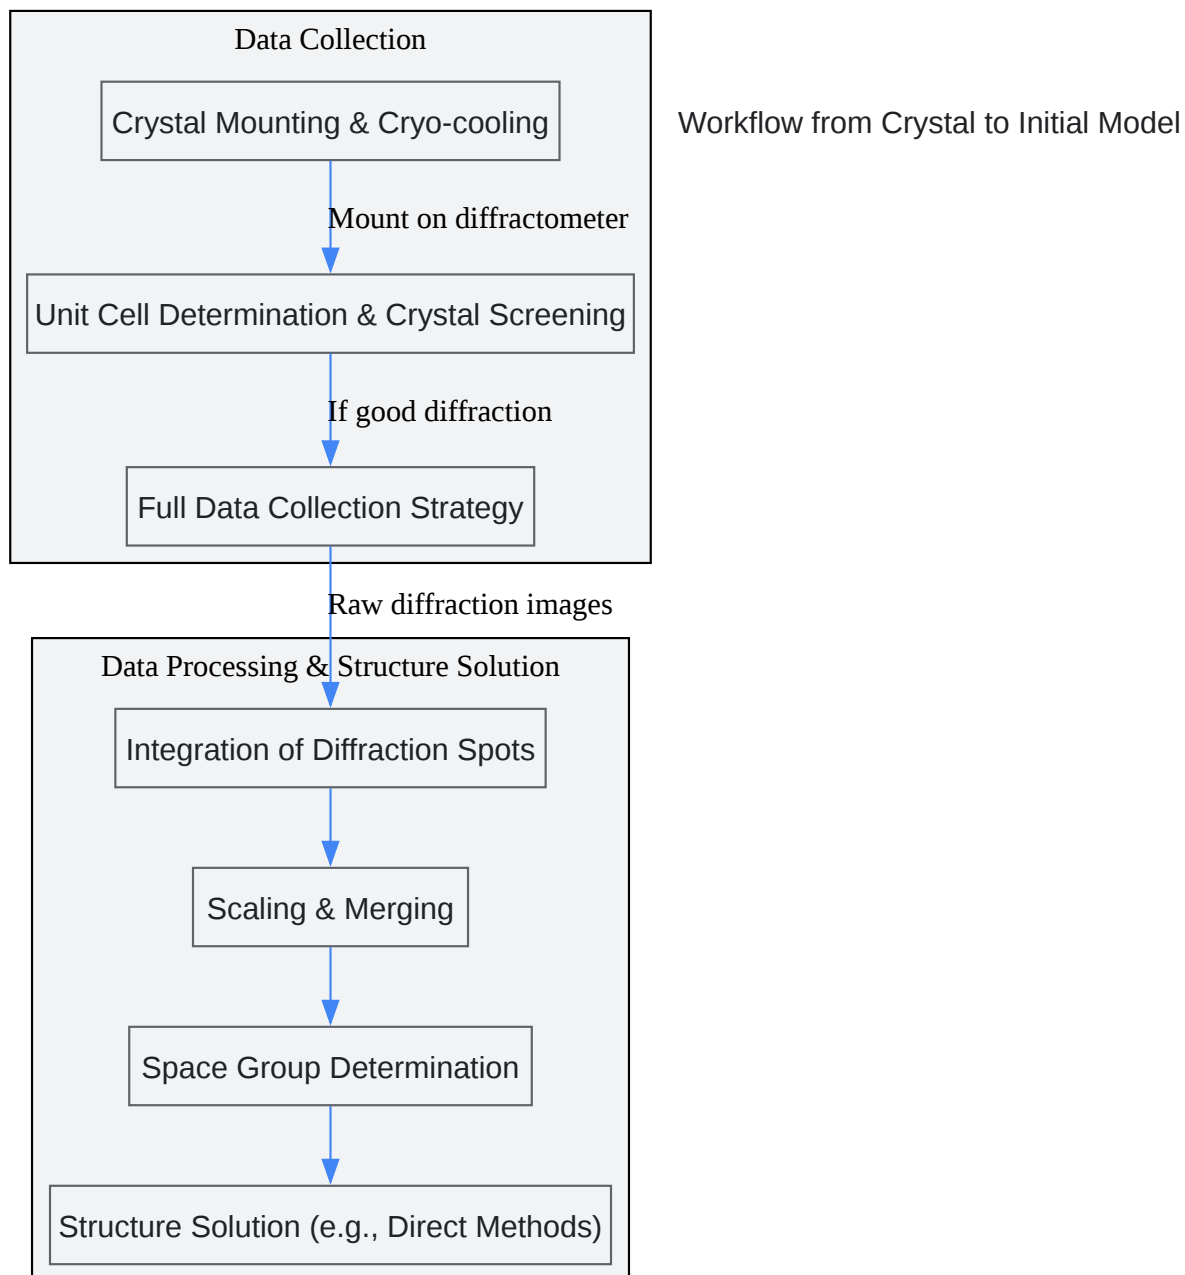 Data Collection
Crystal Mounting & Cryo-cooling
Workflow from Crystal to Initial Model
Mount on diffractometer
Unit Cell Determination & Crystal Screening
If good diffraction
Full Data Collection Strategy
Raw diffraction images
Data Processing & Structure Solution
Integration of Diffraction Spots
Scaling & Merging
Space Group Determination
Structure Solution (e.g., Direct Methods)